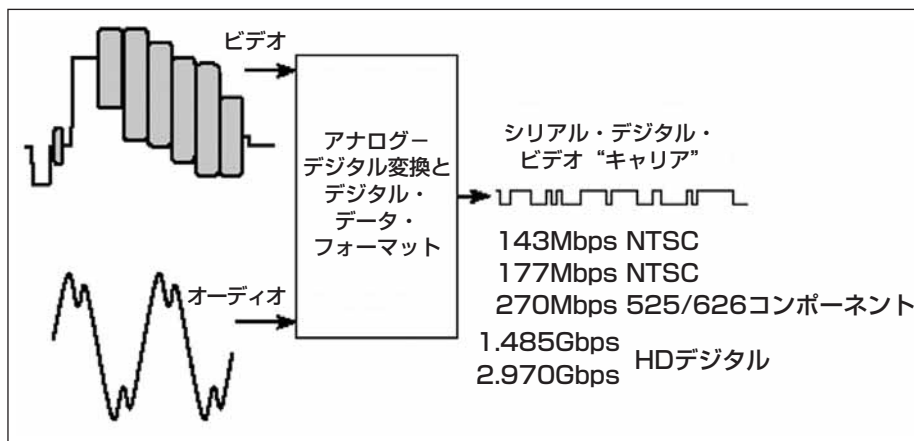 ビデオ
アナログー
デジタル変換と
デジタル・
データ・
フォーマット
オーディオ
シリアル・デジタル・
ビデオ “キャリア”
143Mbps NTSC
177Mbps NTSC
270Mbps 525/626コンポーネント
1.485Gbps
2.970Gbps
HDデジタル